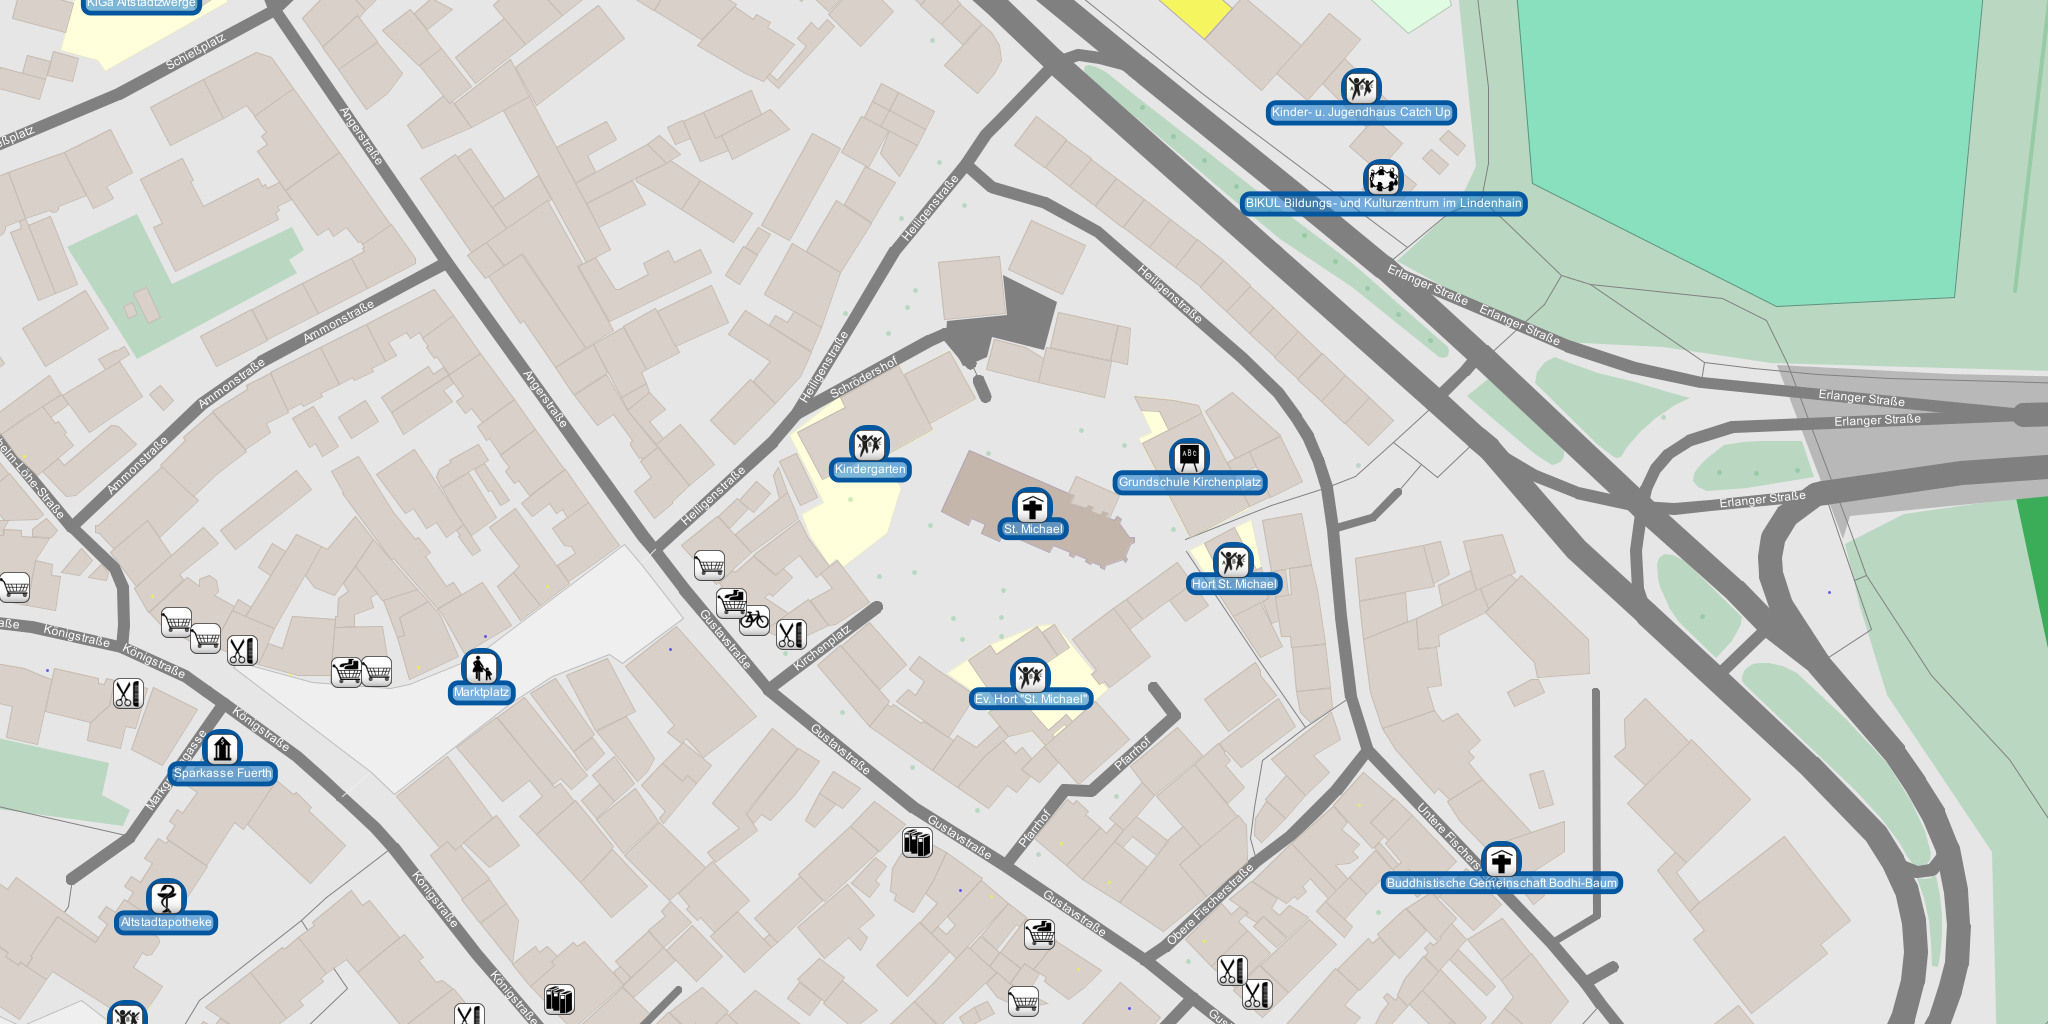 KiGa Altstadtzwerge
Schießplatz
Angerstraße
Kinder- u. Jugendhaus Catch Up
BIKUL Bildungs- und Kulturzentrum im Lindenhain
Heiligenstraße
Heiligenstraße
Erlanger Straße
Erlanger Straße
Ammonstraße
Ammonstraße
Ammonstraße
Heiligenstraße
Schrödershof
Angerstraße
Erlanger Straße
Erlanger Straße
Erlanger Straße
Kindergarten
Grundschule Kirchenplatz
Heiligenstraße
St. Michael
Hort St. Michael
Königstraße
Königstraße
Gustavstraße
Kirchenplatz
Marktplatz
Ev. Hort "St. Michael"
Königstraße
Sparkasse Fuerth
Gustavstraße
Pfarrhof
Pfarrhof
Gustavstraße
Buddhistische Gemeinschaft Bodhi-Baum
Altstadtapotheke
Königstraße
Gustavstraße
Obere Fischerstraße
Königstraße